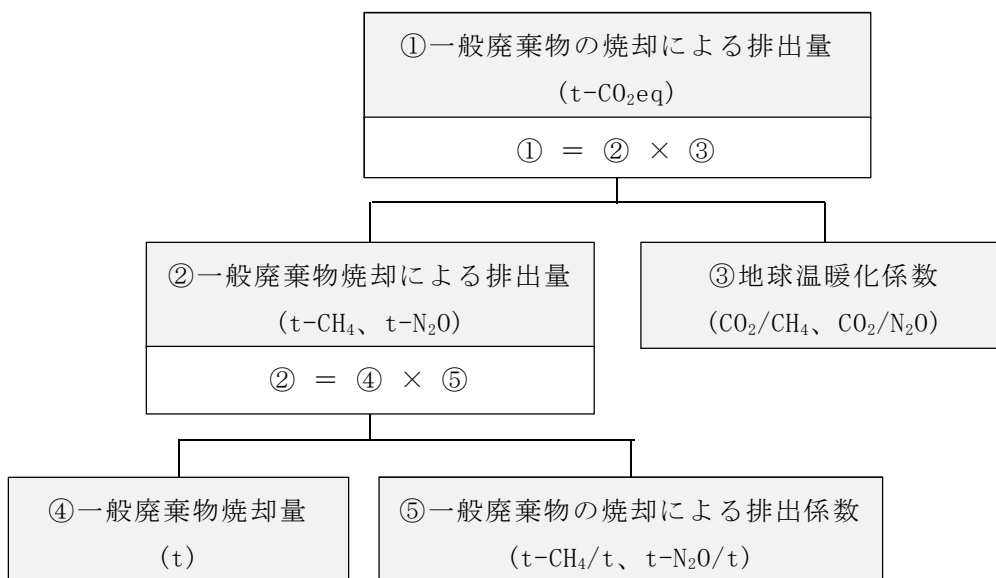 ①一般廃棄物の焼却による排出量
(t-CO₂eq)
① = ② × ③
②一般廃棄物焼却による排出量
(t-CH₄、t-N₂O)
② = ④ × ⑤
③地球温暖化係数
(CO₂/CH₄、CO₂/N₂O)
④一般廃棄物焼却量
(t)
⑤一般廃棄物の焼却による排出係数
(t-CH₄/t、t-N₂O/t)